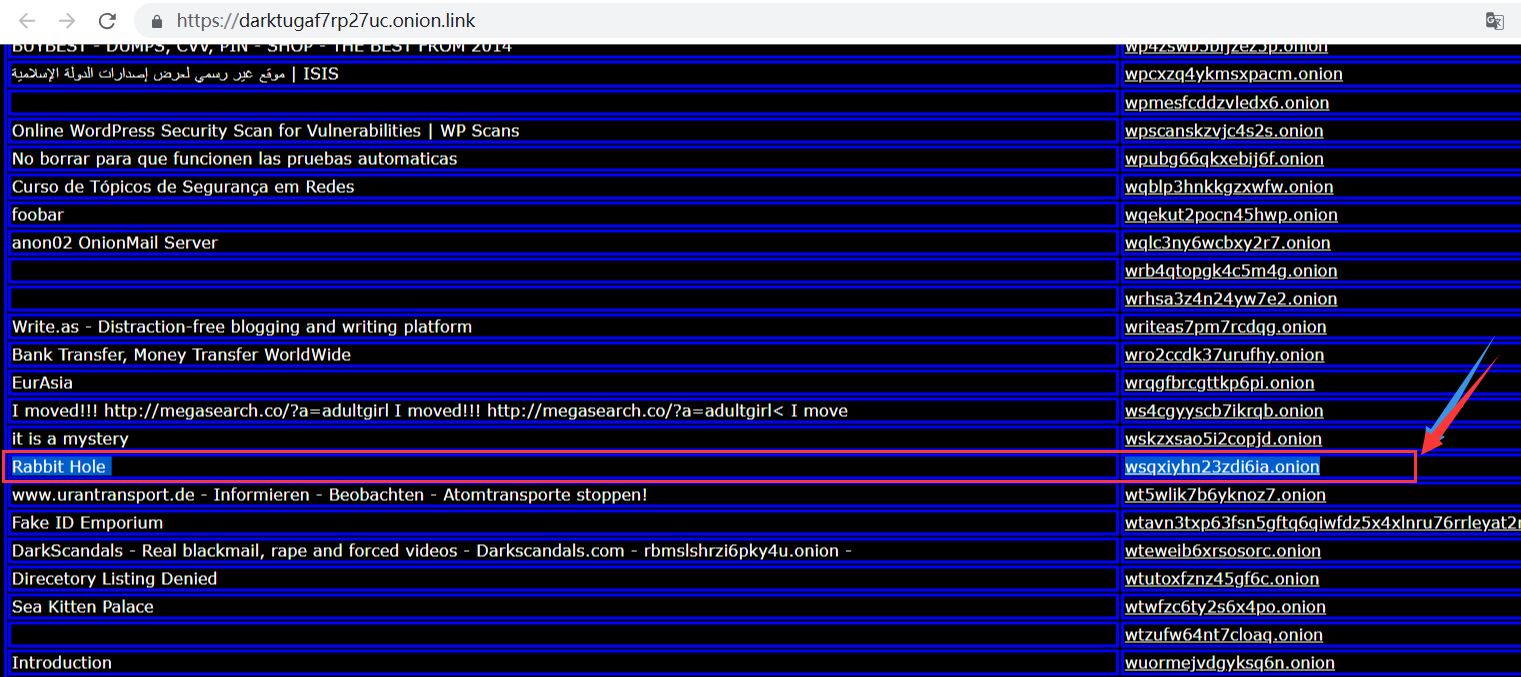 https://darktugaf7rp27uc.onion.link
BUYBEST - DUMPS, CVV, PIN - SHOP - THE BEST FROM 2014
موقع غير رسمي لعرض إصدارات الدولة الإسلامية | ISIS wpcxzq4ykmsxpacm.onion
wpmesfcddzvledx6.onion
Online WordPress Security Scan for Vulnerabilities | WP Scans wpscanskzvjc4s2s.onion
No borrar para que funcionen las pruebas automaticas wpubg66qkxebij6f.onion
Curso de Tópicos de Segurança em Redes wqblp3hnkkgzxwfw.onion
foobar wqekut2pocn45hwp.onion
anon02 OnionMail Server wqlc3ny6wcbxy2r7.onion
wrb4qtopgk4c5m4g.onion
wrhsa3z4n24yw7e2.onion
Write.as - Distraction-free blogging and writing platform writeas7pm7rcdqg.onion
Bank Transfer, Money Transfer WorldWide wro2ccdk37urufhy.onion
EurAsia wrqgfbrcgttkp6pi.onion
I moved!!! http://megasearch.co/?a=adultgirl I moved!!! http://megasearch.co/?a=adultgirl< I move ws4cgyyscb7ikrqb.onion
it is a mystery wskzxsao5i2copjd.onion
Rabbit Hole wsqxiyhn23zdi6ia.onion
www.urantransport.de - Informieren - Beobachten - Atomtransporte stoppen! wt5wlik7b6yknoz7.onion
Fake ID Emporium wtavn3txp63fsn5gftq6qiwfdz5x4xlnru76rrleyat2
DarkScandals - Real blackmail, rape and forced videos - Darkscandals.com - rbmslshrzi6pky4u.onion - wteweib6xrsosorc.onion
Direcetory Listing Denied wtutoxfznz45gf6c.onion
Sea Kitten Palace wtwfzc6ty2s6x4po.onion
wtzufw64nt7cloaq.onion
Introduction wuormejvdgyksq6n.onion